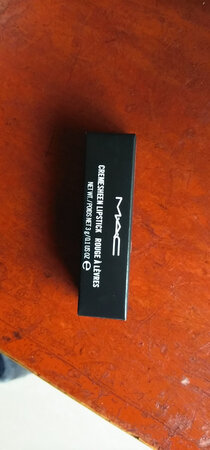 MAC
CREMESHEEN LIPSTICK ROUGE À LÈVRES
NET WT. / POIDS NET 3 g / 0.1 US OZ e